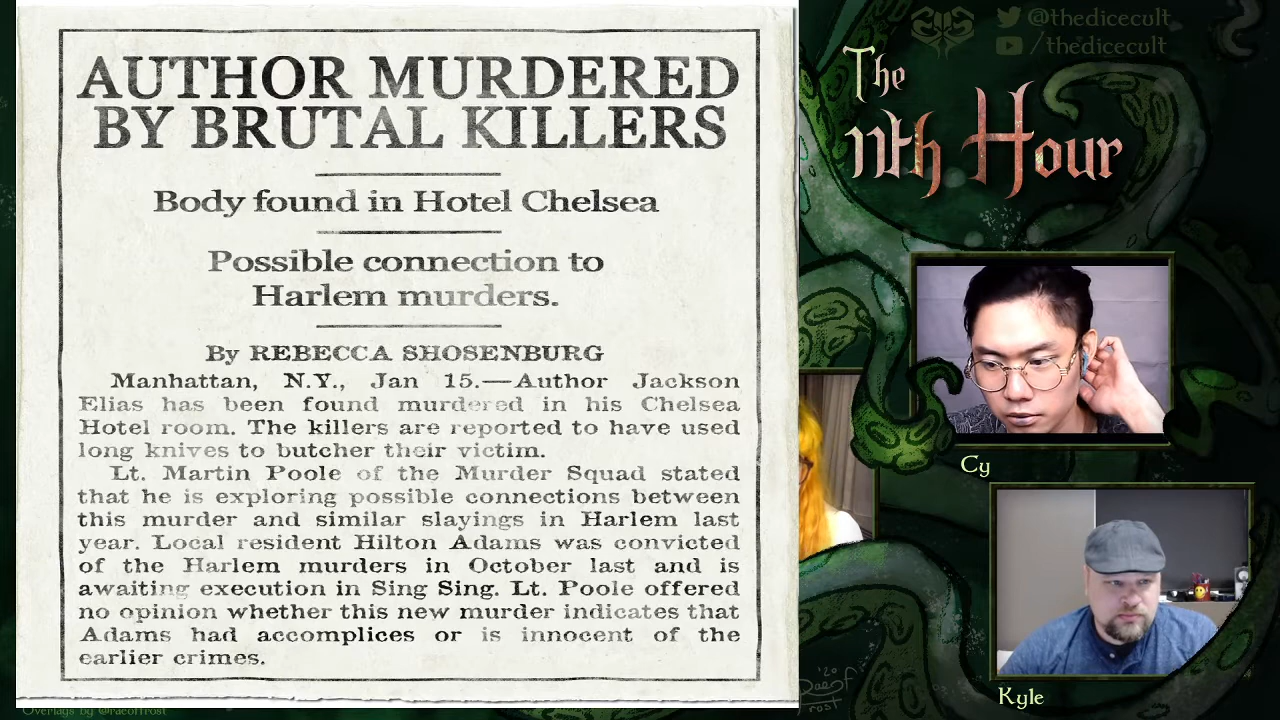 AUTHOR MURDERED
BY BRUTAL KILLERS
Body found in Hotel Chelsea
Possible connection to
Harlem murders.
By REBECCA SHOSENBURG
Manhattan, N.Y., Jan 15.—Author Jackson
Elias has been found murdered in his Chelsea
Hotel room. The killers are reported to have used
long knives to butcher their victim.
Lt. Martin Poole of the Murder Squad stated
that he is exploring possible connections between
this murder and similar slayings in Harlem last
year. Local resident Hilton Adams was convicted
of the Harlem murders in October last and is
awaiting execution in Sing Sing. Lt. Poole offered
no opinion whether this new murder indicates that
Adams had accomplices or is innocent of the
earlier crimes.
@thedicecult
/thedicecult
The
11th Hour
Cy
Kyle
'20
Overlays by @raeoffrost